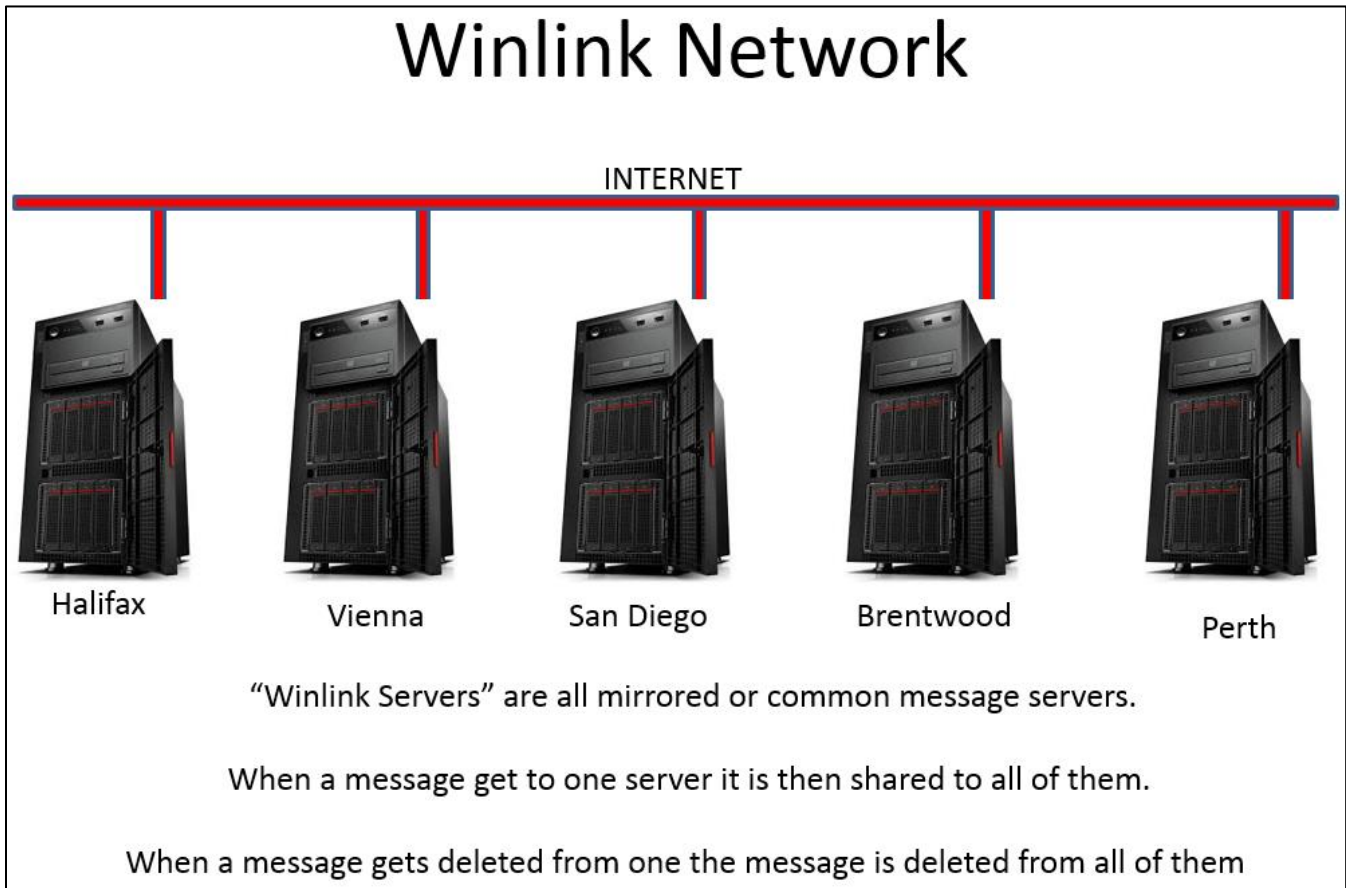 Winlink Network
INTERNET
Halifax
Vienna
San Diego
Brentwood
Perth
“Winlink Servers” are all mirrored or common message servers.
When a message get to one server it is then shared to all of them.
When a message gets deleted from one the message is deleted from all of them